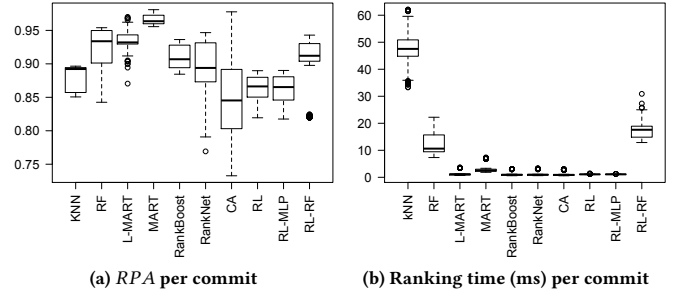 0.95
0.90
0.85
0.80
0.75
KNN
RF
L-MART
MART
RankBoost
RankNet
CA
RL
RL-MLP
RL-RF
(a) RPA per commit
60
50
40
30
20
10
0
kNN
RF
L-MART
MART
RankBoost
RankNet
CA
RL
RL-MLP
RL-RF
(b) Ranking time (ms) per commit